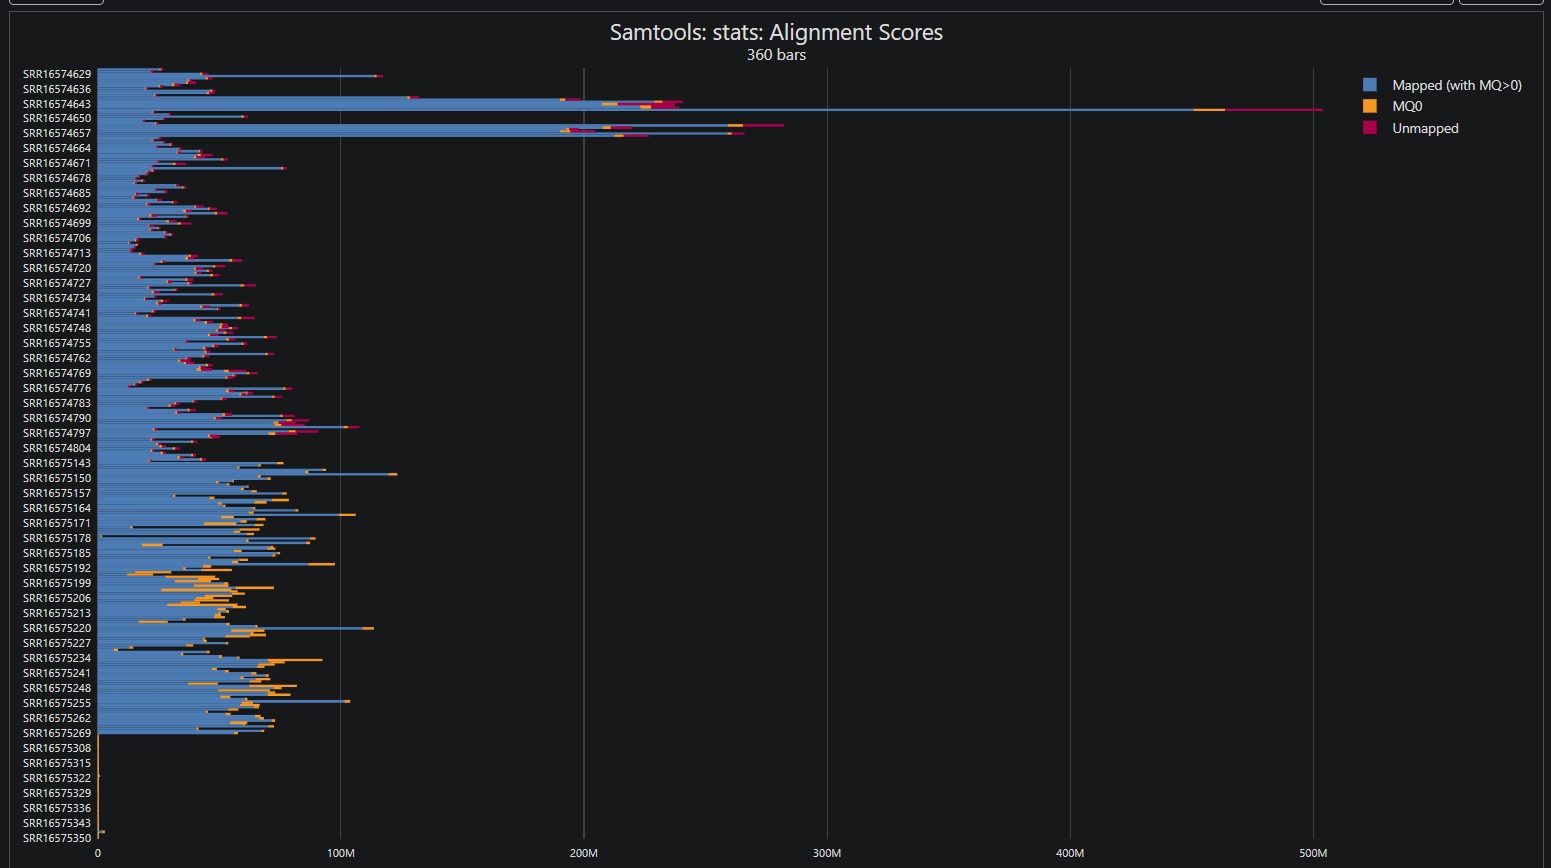 Samtools: stats: Alignment Scores
360 bars
SRR16574629
SRR16574636
SRR16574643
SRR16574650
SRR16574657
SRR16574664
SRR16574671
SRR16574678
SRR16574685
SRR16574692
SRR16574699
SRR16574706
SRR16574713
SRR16574720
SRR16574727
SRR16574734
SRR16574741
SRR16574748
SRR16574755
SRR16574762
SRR16574769
SRR16574776
SRR16574783
SRR16574790
SRR16574797
SRR16574804
SRR16575143
SRR16575150
SRR16575157
SRR16575164
SRR16575171
SRR16575178
SRR16575185
SRR16575192
SRR16575199
SRR16575206
SRR16575213
SRR16575220
SRR16575227
SRR16575234
SRR16575241
SRR16575248
SRR16575255
SRR16575262
SRR16575269
SRR16575308
SRR16575315
SRR16575322
SRR16575329
SRR16575336
SRR16575343
SRR16575350
0
100M
200M
300M
400M
500M
Mapped (with MQ>0)
MQ0
Unmapped